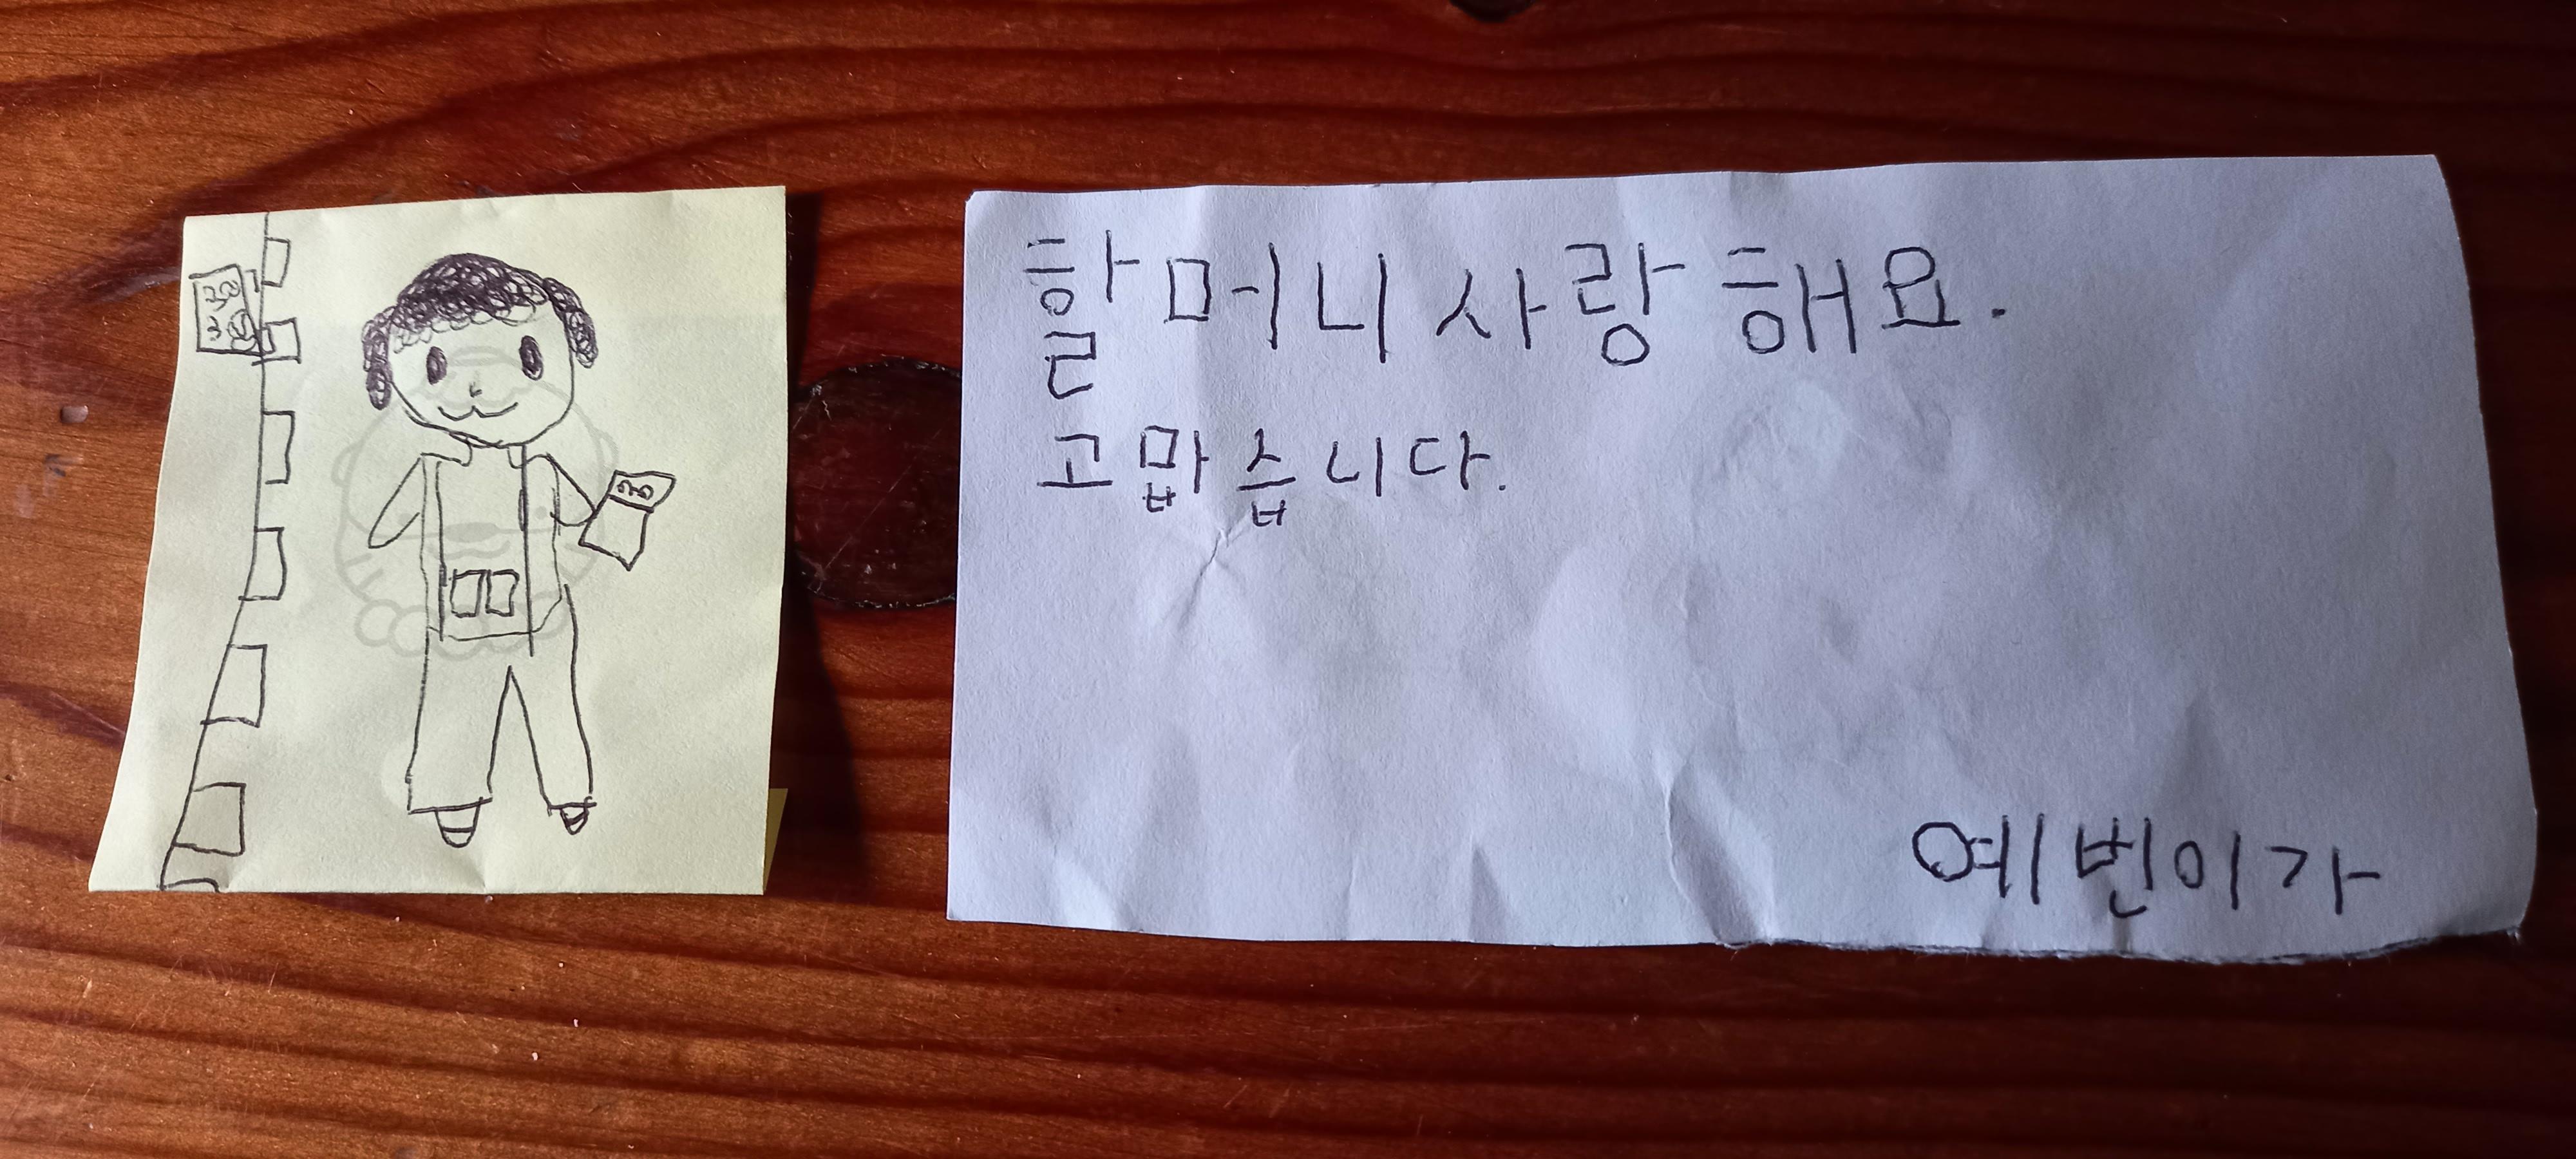 할머니 사랑해요.
고맙습니다.
예빈이가